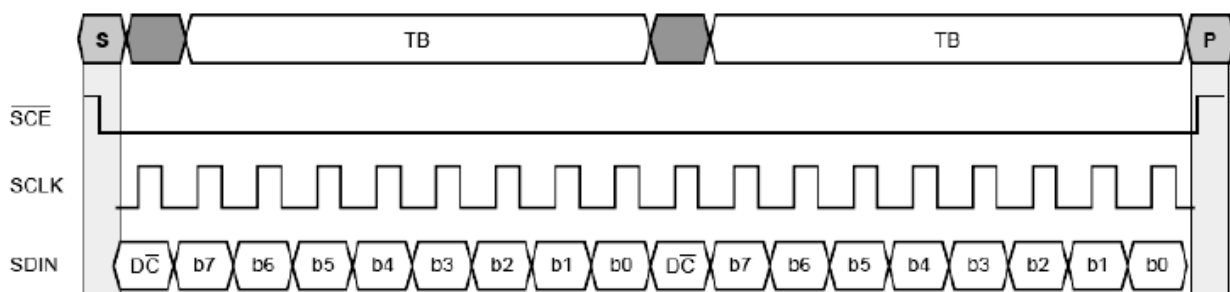 S TB TB P
SCE
SCLK
SDIN DC b7 b6 b5 b4 b3 b2 b1 b0 DC b7 b6 b5 b4 b3 b2 b1 b0